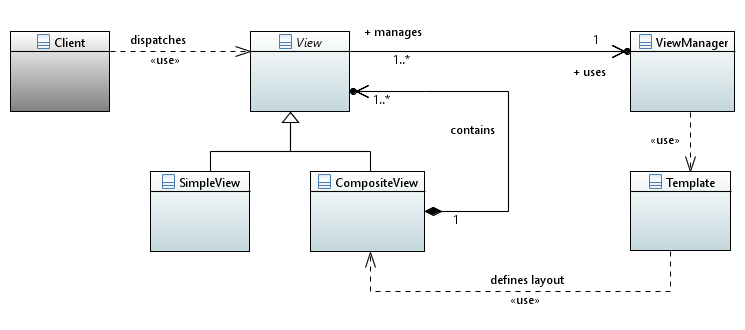 Client
dispatches
«use»
View
+ manages
1..*
1
+ uses
ViewManager
1..*
contains
«use»
SimpleView
CompositeView
1
Template
defines layout
«use»